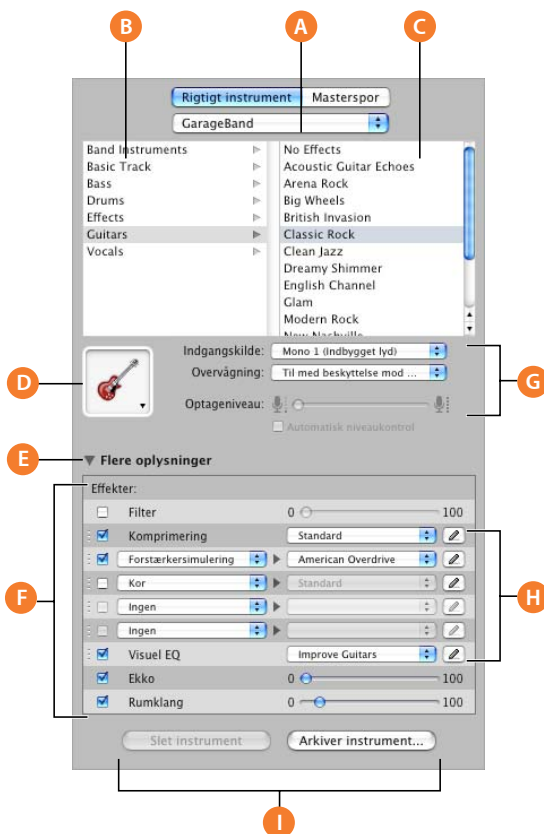 B A C
Rigtigt instrument Masterspor
GarageBand
Band Instruments
Basic Track
Bass
Drums
Effects
Guitars
Vocals
No Effects
Acoustic Guitar Echoes
Arena Rock
Big Wheels
British Invasion
Classic Rock
Clean Jazz
Dreamy Shimmer
English Channel
Glam
Modern Rock
New Nashville
D
Indgangskilde: Mono 1 (Indbygget lyd)
Overvågning: Til med beskyttelse mod ...
Optageniveau:
Automatisk niveaukontrol
G
E Flere oplysninger
F
Effekter:
Filter 0 100
Komprimering Standard
Forstærkersimulering American Overdrive
Kor Standard
Ingen
Ingen
Visuel EQ Improve Guitars
Ekko 0 100
Rumklang 0 100
H
Slet instrument Arkiver instrument...
I